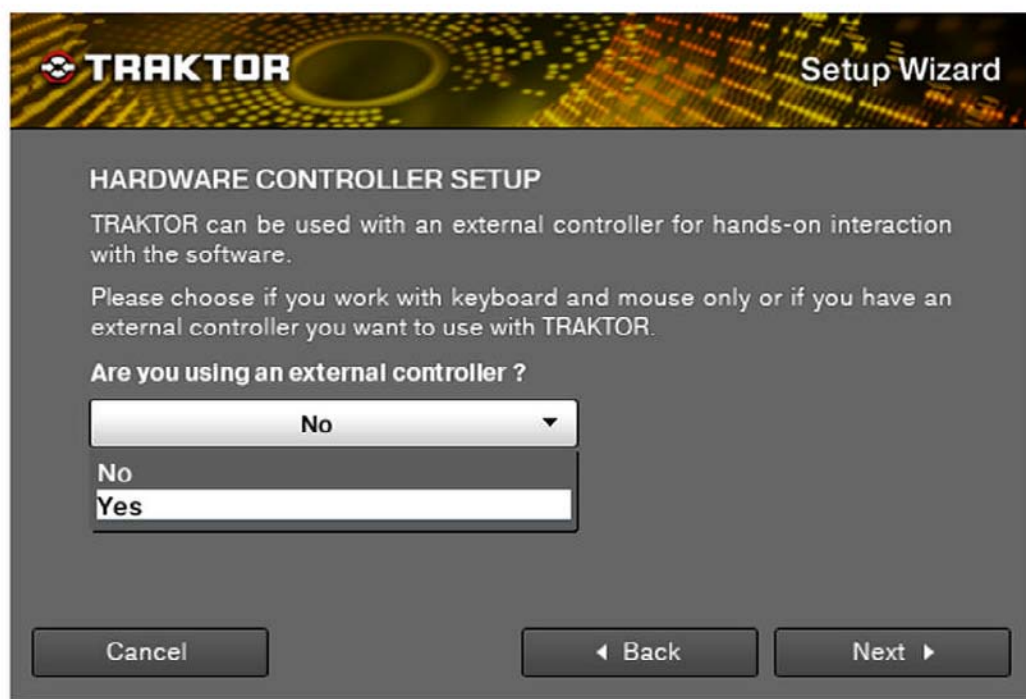 TRAKTOR
Setup Wizard
HARDWARE CONTROLLER SETUP
TRAKTOR can be used with an external controller for hands-on interaction
with the software.
Please choose if you work with keyboard and mouse only or if you have an
external controller you want to use with TRAKTOR.
Are you using an external controller ?
No
No
Yes
Cancel
Back
Next